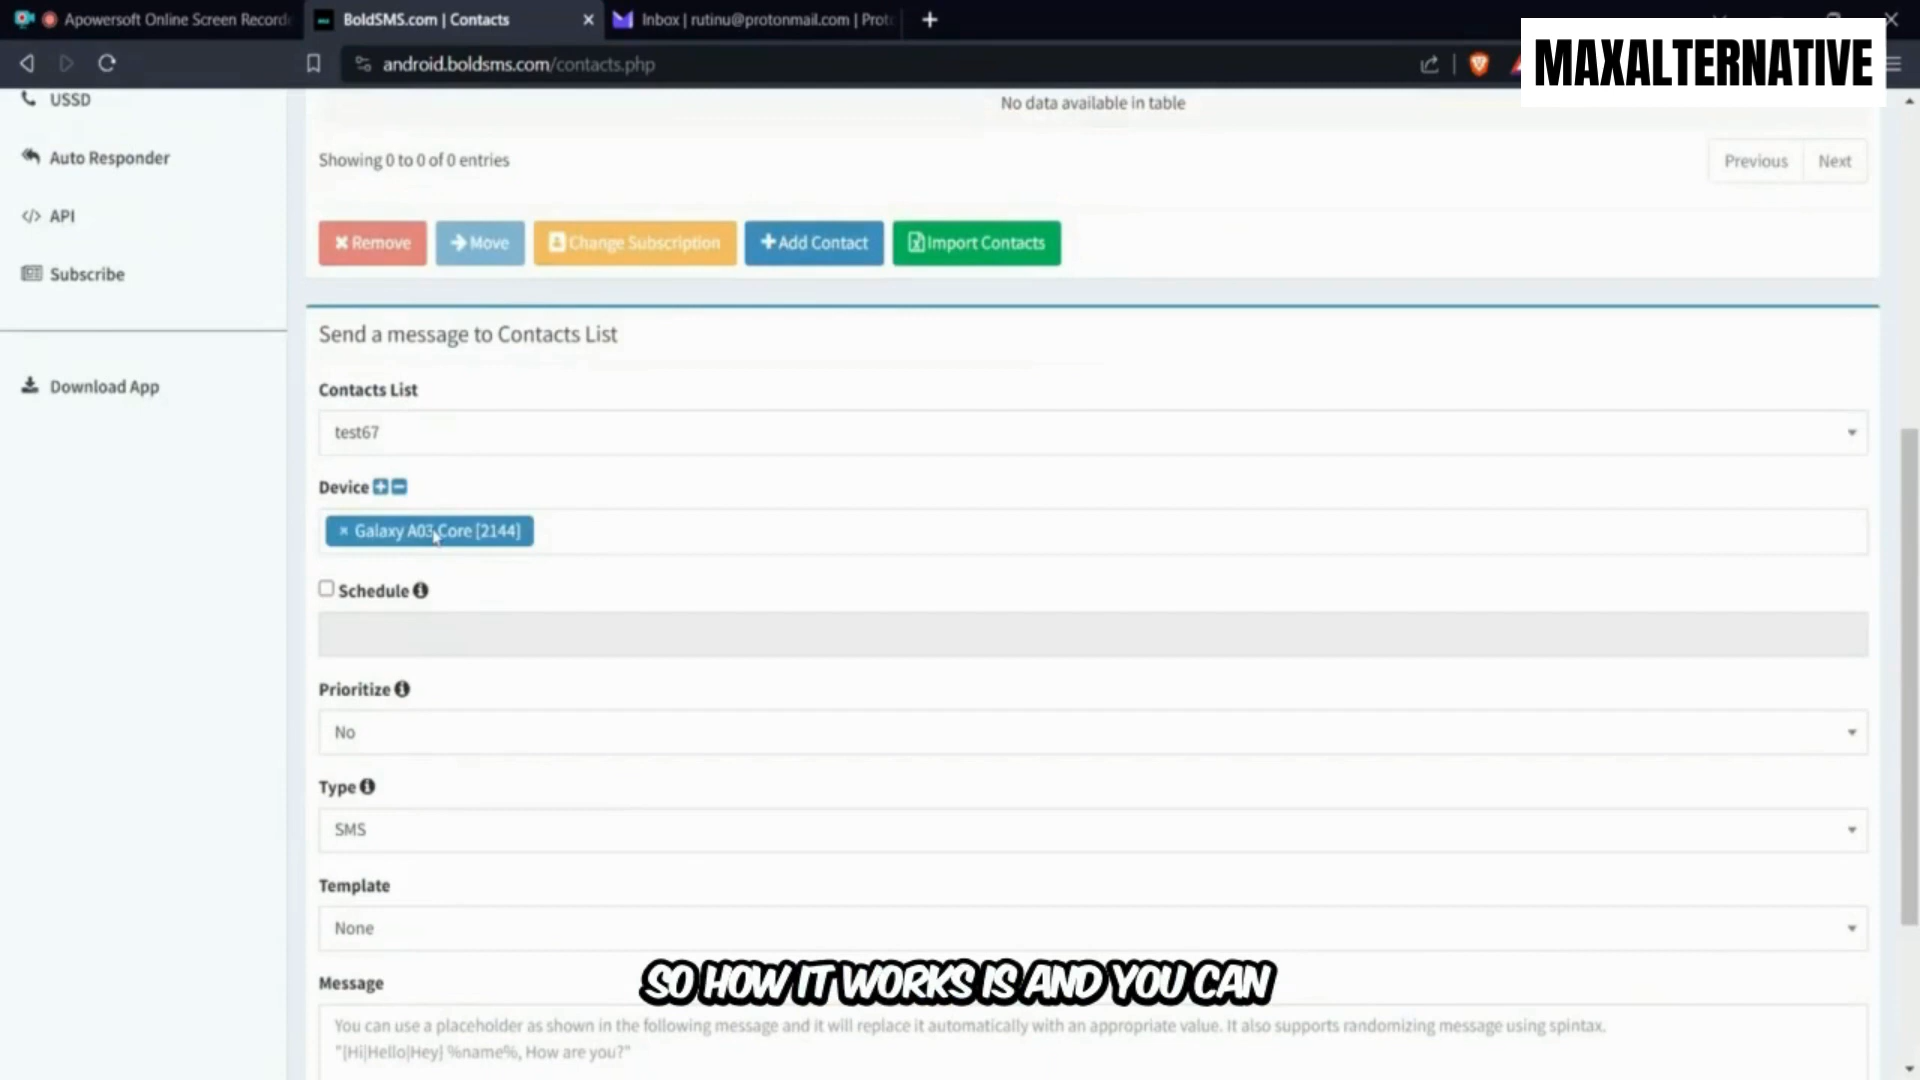 Apowersoft Online Screen Record
BoldSMS.com | Contacts
Inbox | rutinu@protonmail.com | Prot
MAXALTERNATIVE
android.boldsms.com/contacts.php
USSD
No data available in table
Auto Responder
Showing 0 to 0 of 0 entries
Previous
Next
API
Remove
Move
Change Subscription
Add Contact
Import Contacts
Subscribe
Send a message to Contacts List
Download App
Contacts List
test67
Device
× Galaxy A03 Core [2144]
Schedule
Prioritize
No
Type
SMS
Template
None
SO HOW IT WORKS IS AND YOU CAN
Message
You can use a placeholder as shown in the following message and it will replace it automatically with an appropriate value. It also supports randomizing message using spintax.
"{Hi|Hello|Hey} %name%, How are you?"